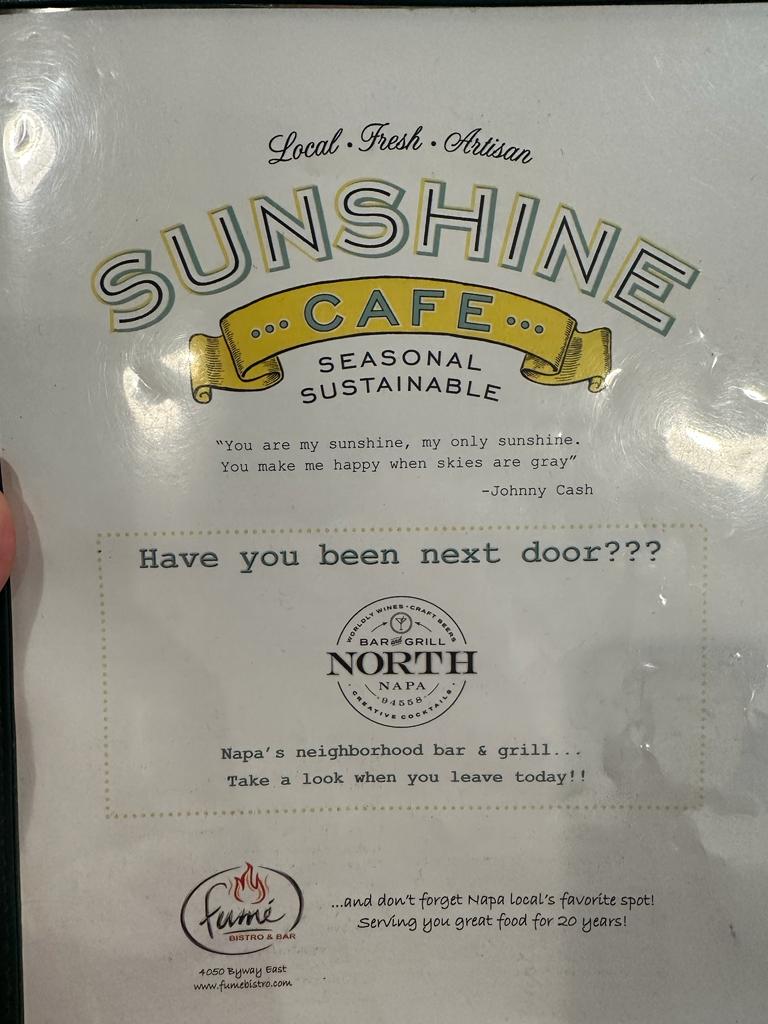 Local • Fresh • Artisan
SUNSHINE
•••CAFE•••
SEASONAL
SUSTAINABLE
“You are my sunshine, my only sunshine.
You make me happy when skies are gray”
-Johnny Cash
Have you been next door???
WORLDLY WINES • CRAFT BEERS
BAR and GRILL
NORTH
NAPA
94558
• CREATIVE COCKTAILS •
Napa's neighborhood bar & grill...
Take a look when you leave today!!
fumé
BISTRO & BAR
4050 Byway East
www.fumebistro.com
...and don't forget Napa local's favorite spot!
Serving you great food for 20 years!